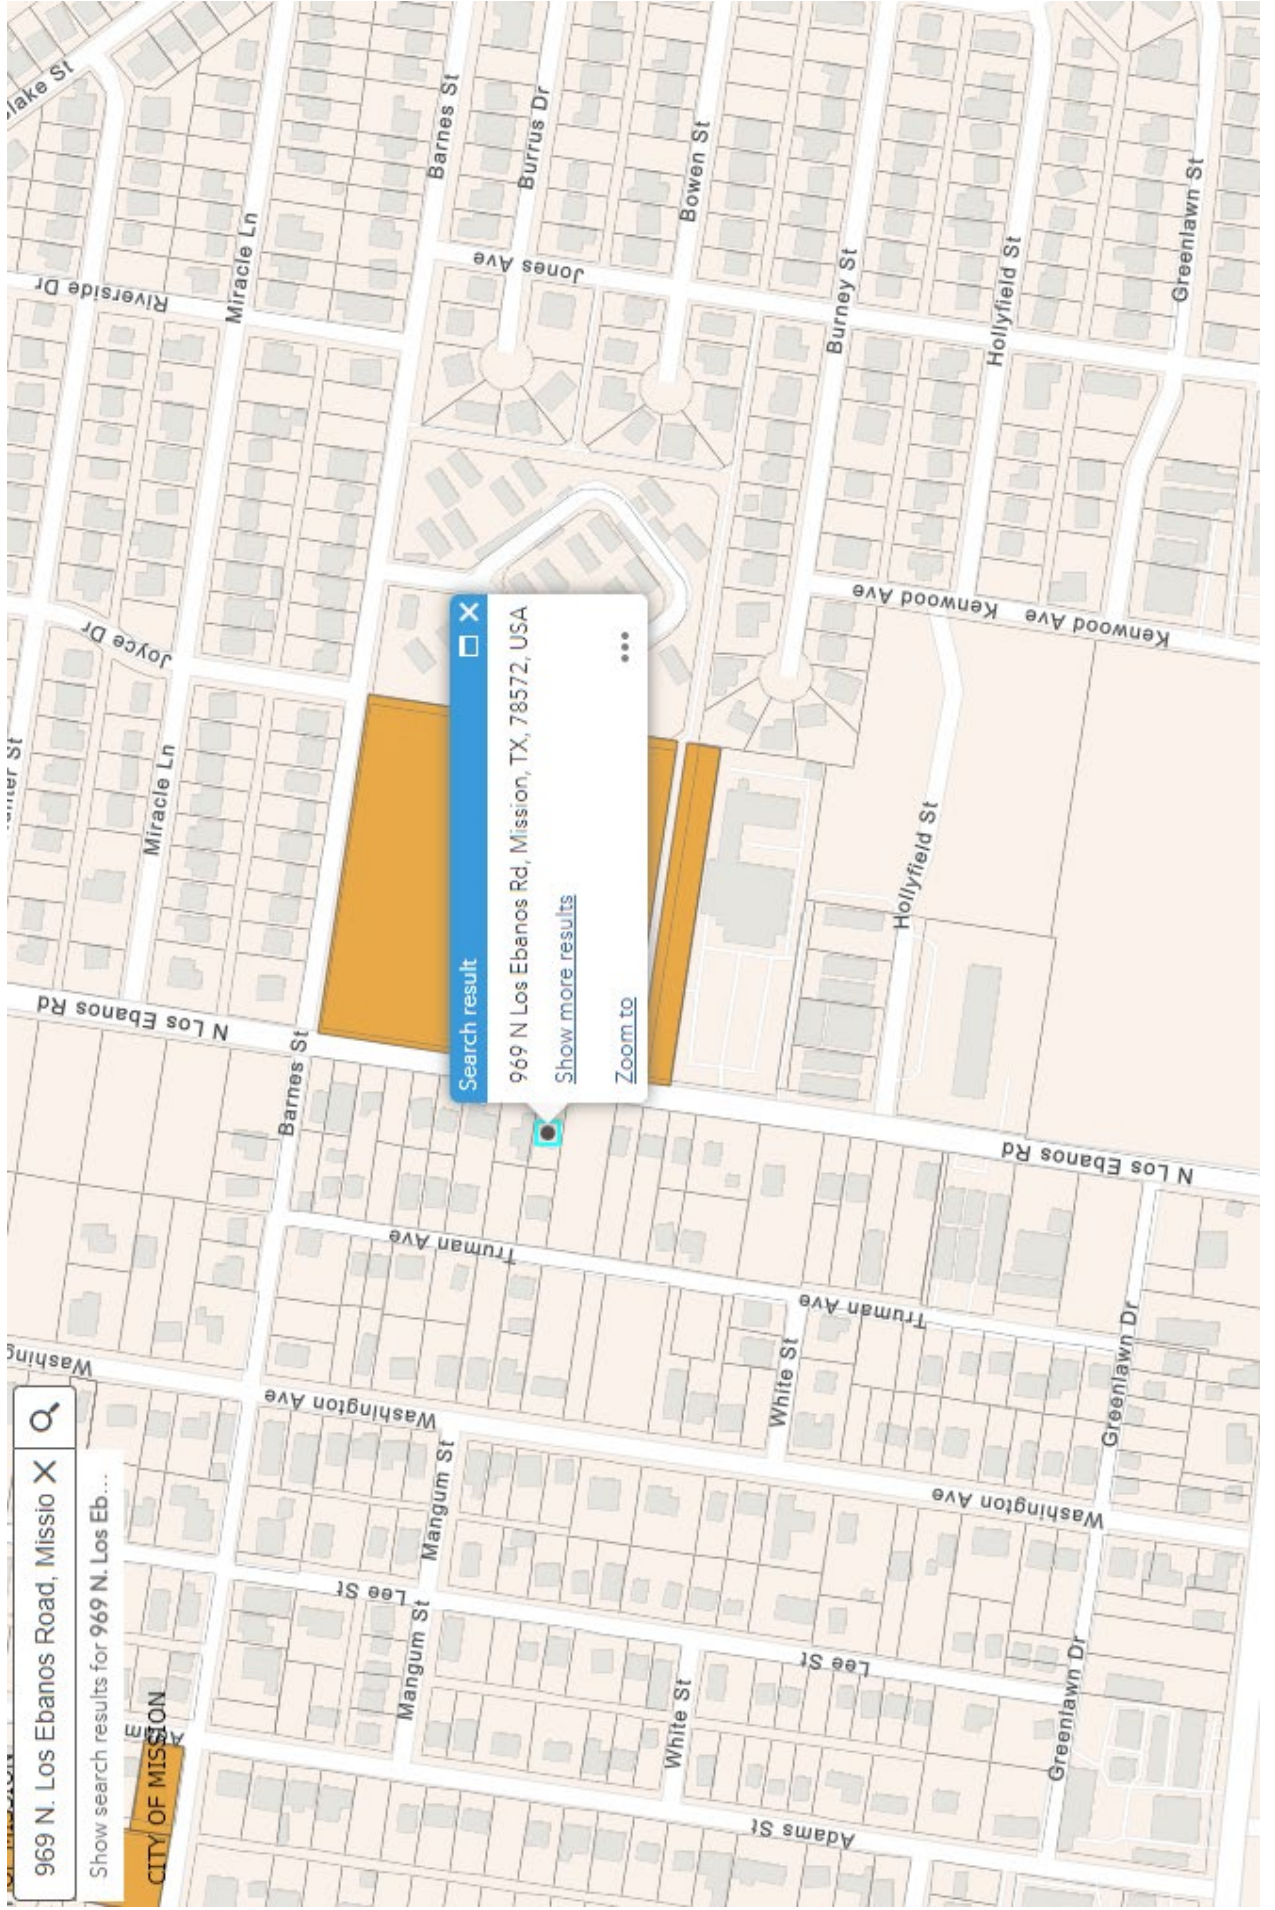 969 N. Los Ebanos Road, Missio
Show search results for 969 N. Los Eb...
CITY OF MISSION
Search result
969 N Los Ebanos Rd, Mission, TX, 78572, USA
Show more results
Zoom to
N Los Ebanos Rd
N Los Ebanos Rd
Miracle Ln
Miracle Ln
Joyce Dr
Riverside Dr
Barnes St
Barnes St
Burrus Dr
Jones Ave
Bowen St
Burney St
Hollyfield St
Hollyfield St
Greenlawn St
Kenwood Ave
Kenwood Ave
Truman Ave
Truman Ave
Washing
Washington Ave
Washington Ave
Mangum St
Mangum St
Lee St
Lee St
White St
White St
Greenlawn Dr
Greenlawn Dr
Adams St